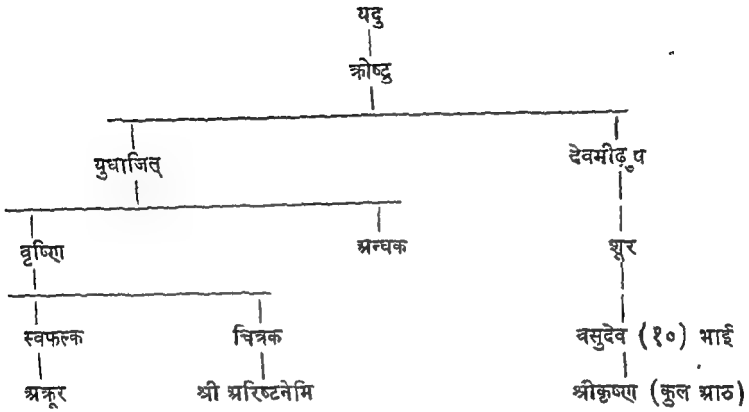 यदु
क्रोष्टु
युधाजित् देवमीढ़ुप
वृष्णि अन्धक शूर
स्वफल्क चित्रक वसुदेव (१०) भाई
अक्रूर श्री अरिष्टनेमि श्रीकृष्ण (कुल आठ)